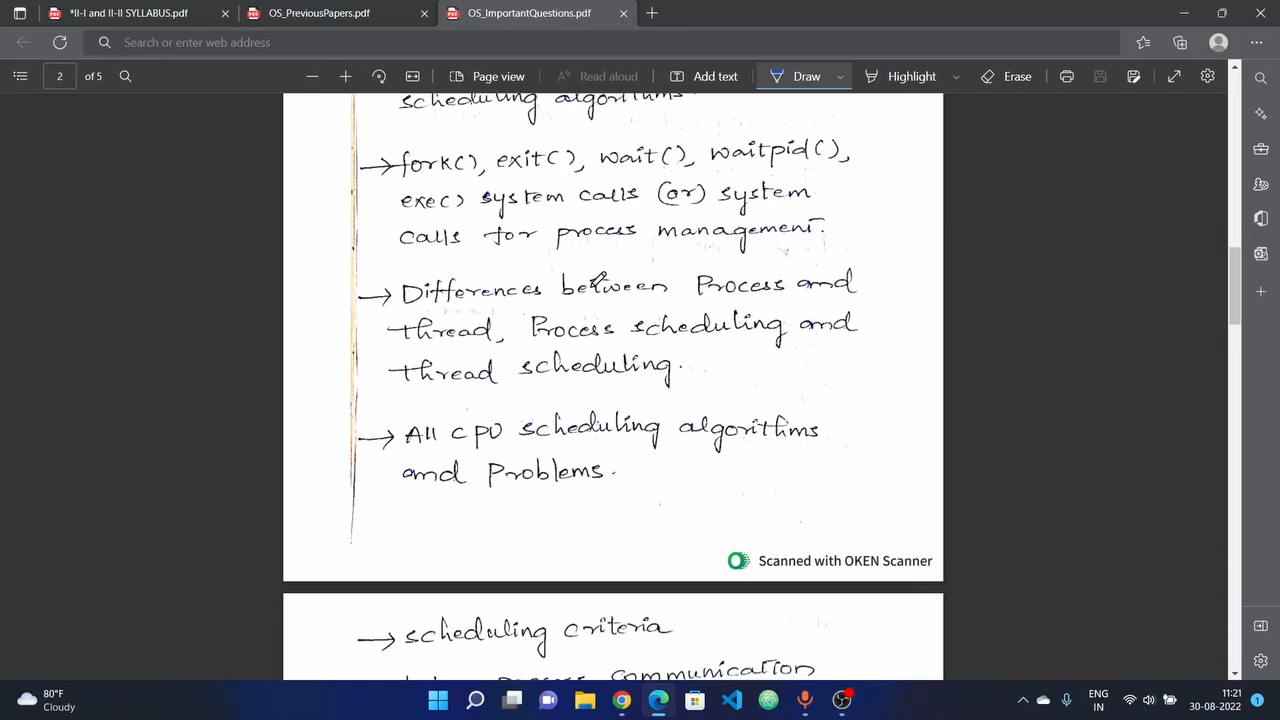 *II-I and II-II SYLLABUS.pdf
OS_PreviousPapers.pdf
OS_ImportantQuestions.pdf
Search or enter web address
2 of 5
Page view
Read aloud
Add text
Draw
Highlight
Erase
scheduling algorithms
→ fork(), exit(), wait(), waitpid(),
exec() system calls (or) system
calls for process management.
→ Differences between Process and
thread, Process scheduling and
thread scheduling.
→ All CPU scheduling algorithms
and Problems.
Scanned with OKEN Scanner
→ scheduling criteria
communication
80°F
Cloudy
ENG
IN
11:21
30-08-2022
1